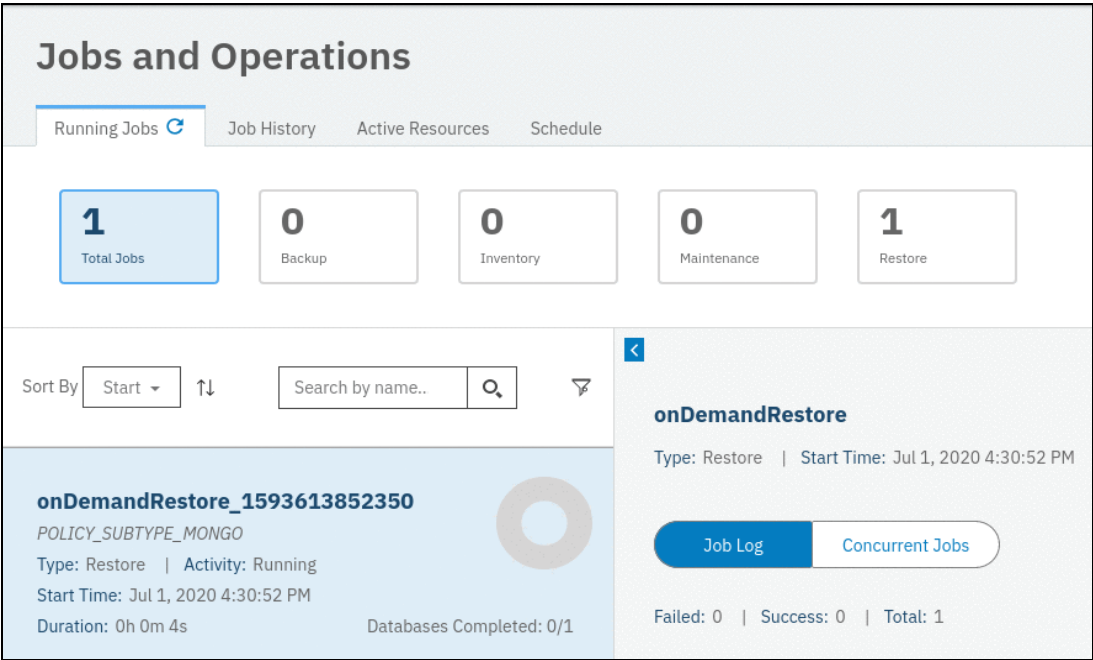 Jobs and Operations
Running Jobs
Job History
Active Resources
Schedule
1
Total Jobs
0
Backup
0
Inventory
0
Maintenance
1
Restore
Sort By
Start
Search by name..
onDemandRestore_1593613852350
POLICY_SUBTYPE_MONGO
Type: Restore | Activity: Running
Start Time: Jul 1, 2020 4:30:52 PM
Duration: 0h 0m 4s
Databases Completed: 0/1
onDemandRestore
Type: Restore | Start Time: Jul 1, 2020 4:30:52 PM
Job Log
Concurrent Jobs
Failed: 0 | Success: 0 | Total: 1